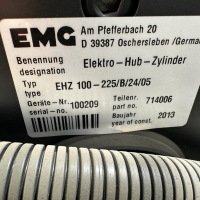 EMG Am Pfefferbach 20
D 39387 Oschersleben /Germa
Benennung
designation Elektro-Hub-Zylinder
Typ
type EHZ 100-225/B/24/05
Geräte-Nr. Teilenr. 714006
serial-no. 100209 part no.
Baujahr 2013
year of const.